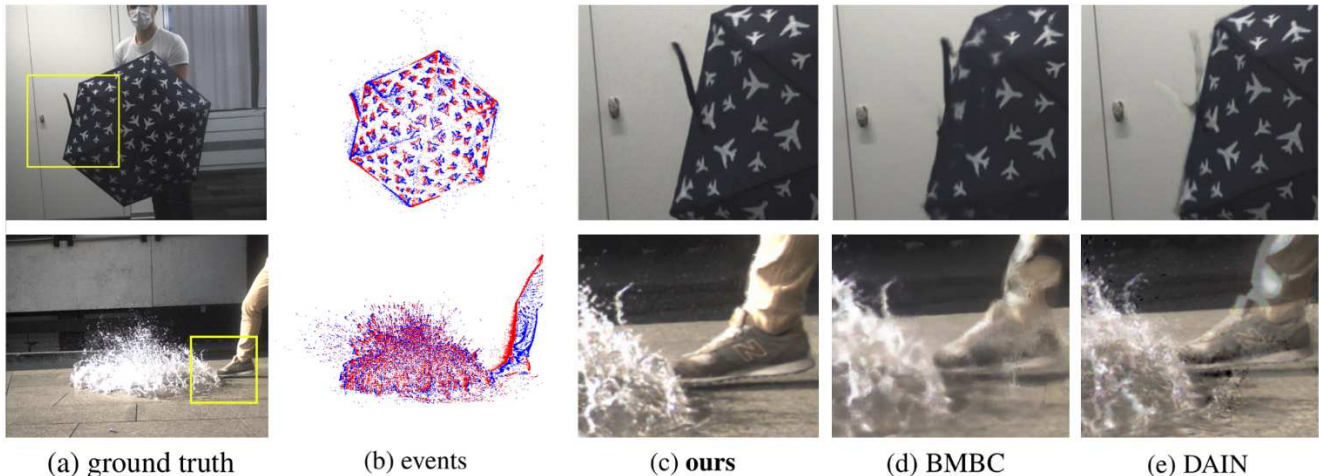 N
(a) ground truth
(b) events
(c) ours
(d) BMBC
(e) DAIN